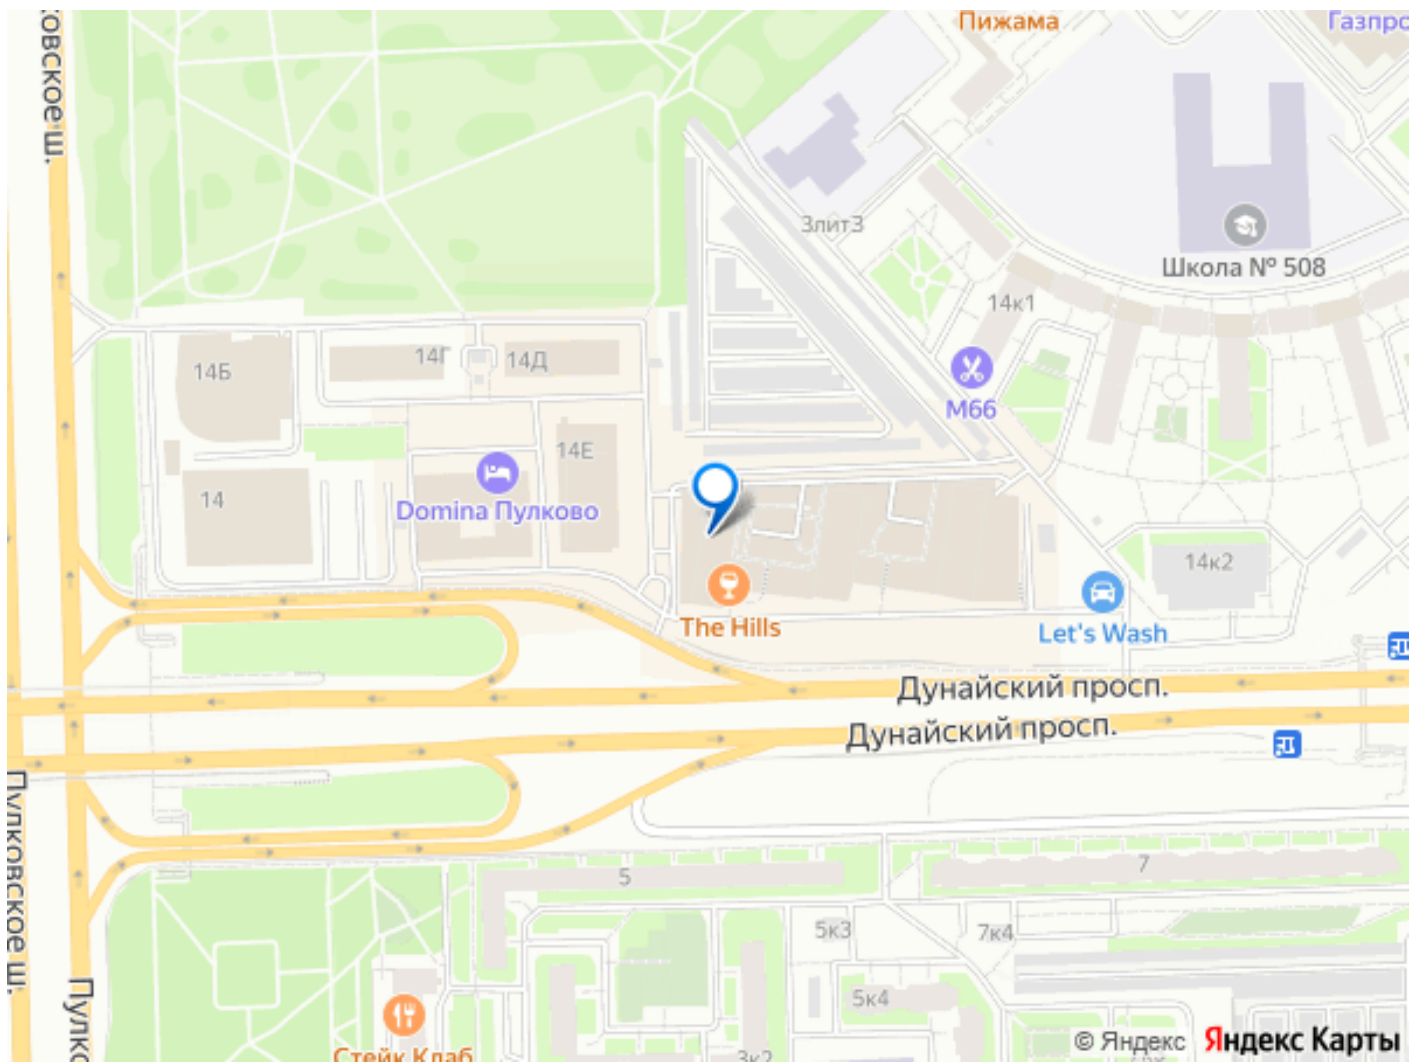 Пижама
Газпро
овское ш.
3лит3
Школа № 508
14к1
14Б
14Г
14Д
М66
14Е
14
Domina Пулково
14к2
The Hills
Let's Wash
Дунайский просп.
Дунайский просп.
Пулковское ш.
5
7
5к3
7к4
Пулко
5к4
Стейк Клаб
3к2
© Яндекс Яндекс Карты